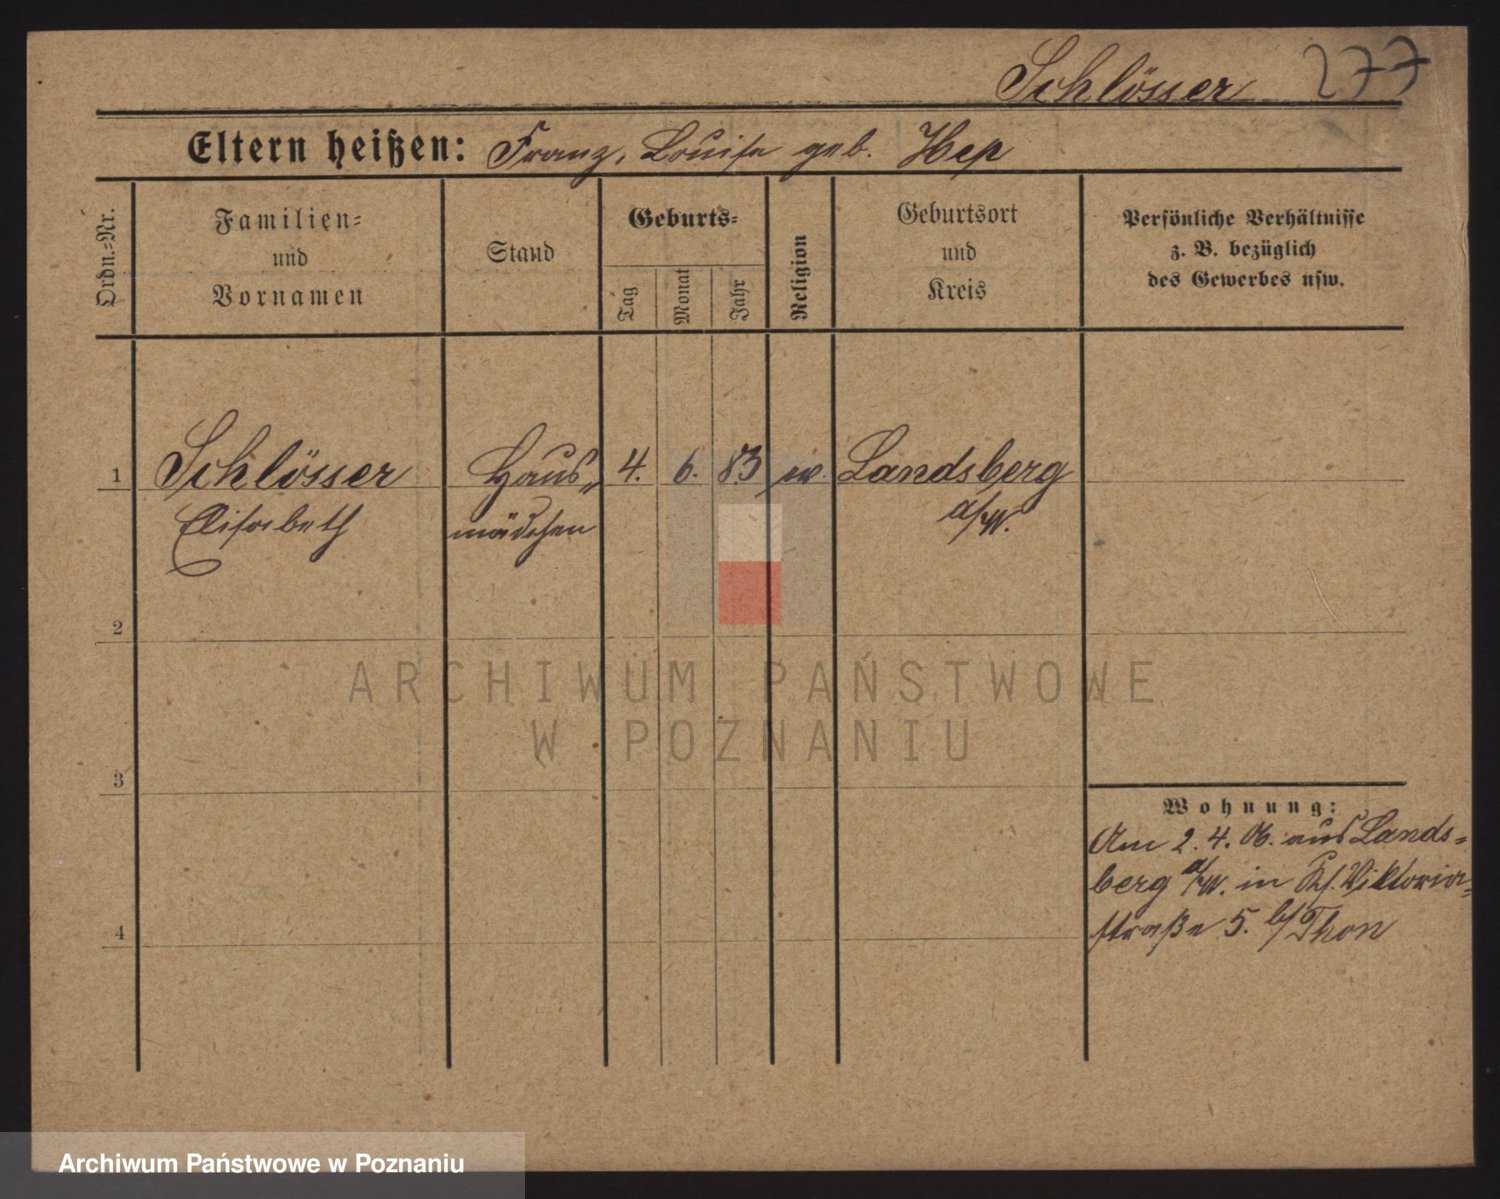 Schlösser 277
Eltern heißen: Franz, Louise geb. Hep
Ordn.=Nr.
Familien=
und
Vornamen
Stand
Geburts=
Tag
Monat
Jahr
Religion
Geburtsort
und
Kreis
Persönliche Verhältnisse
z. B. bezüglich
des Gewerbes usw.
1 Schlösser Haus= 4. 6. 83 ev. Landsberg
Elisabeth mädchen a/W.
2
ARCHIWUM PAŃSTWOWE
W POZNANIU
3
Wohnung:
Am 2. 4. 06. aus Lands=
berg a/W. in Viktoria=
4
straße 5. b/ Thon
Archiwum Państwowe w Poznaniu